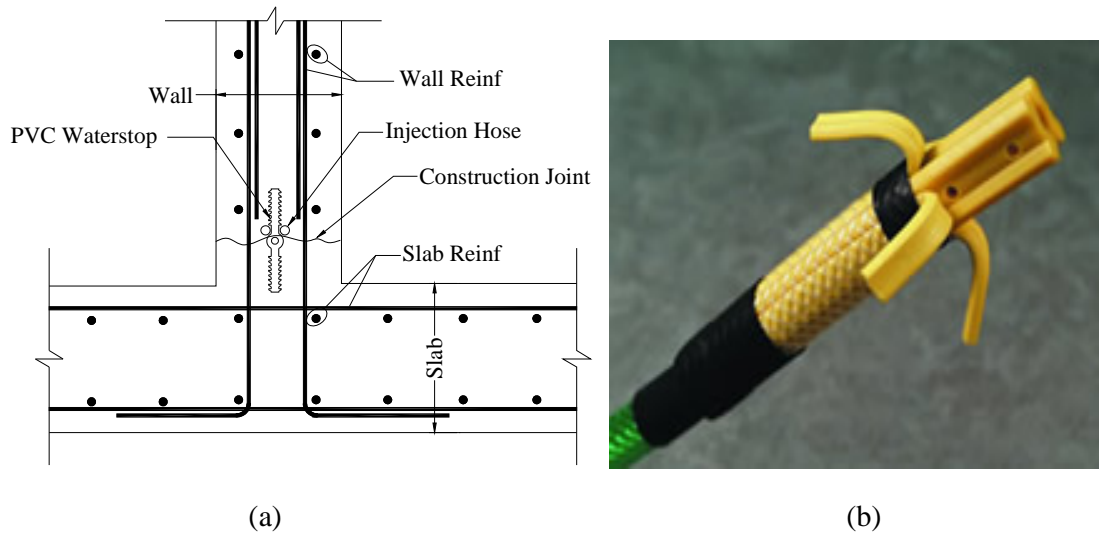 Wall Reinf
Wall
PVC Waterstop
Injection Hose
Construction Joint
Slab Reinf
Slab
(a)
(b)